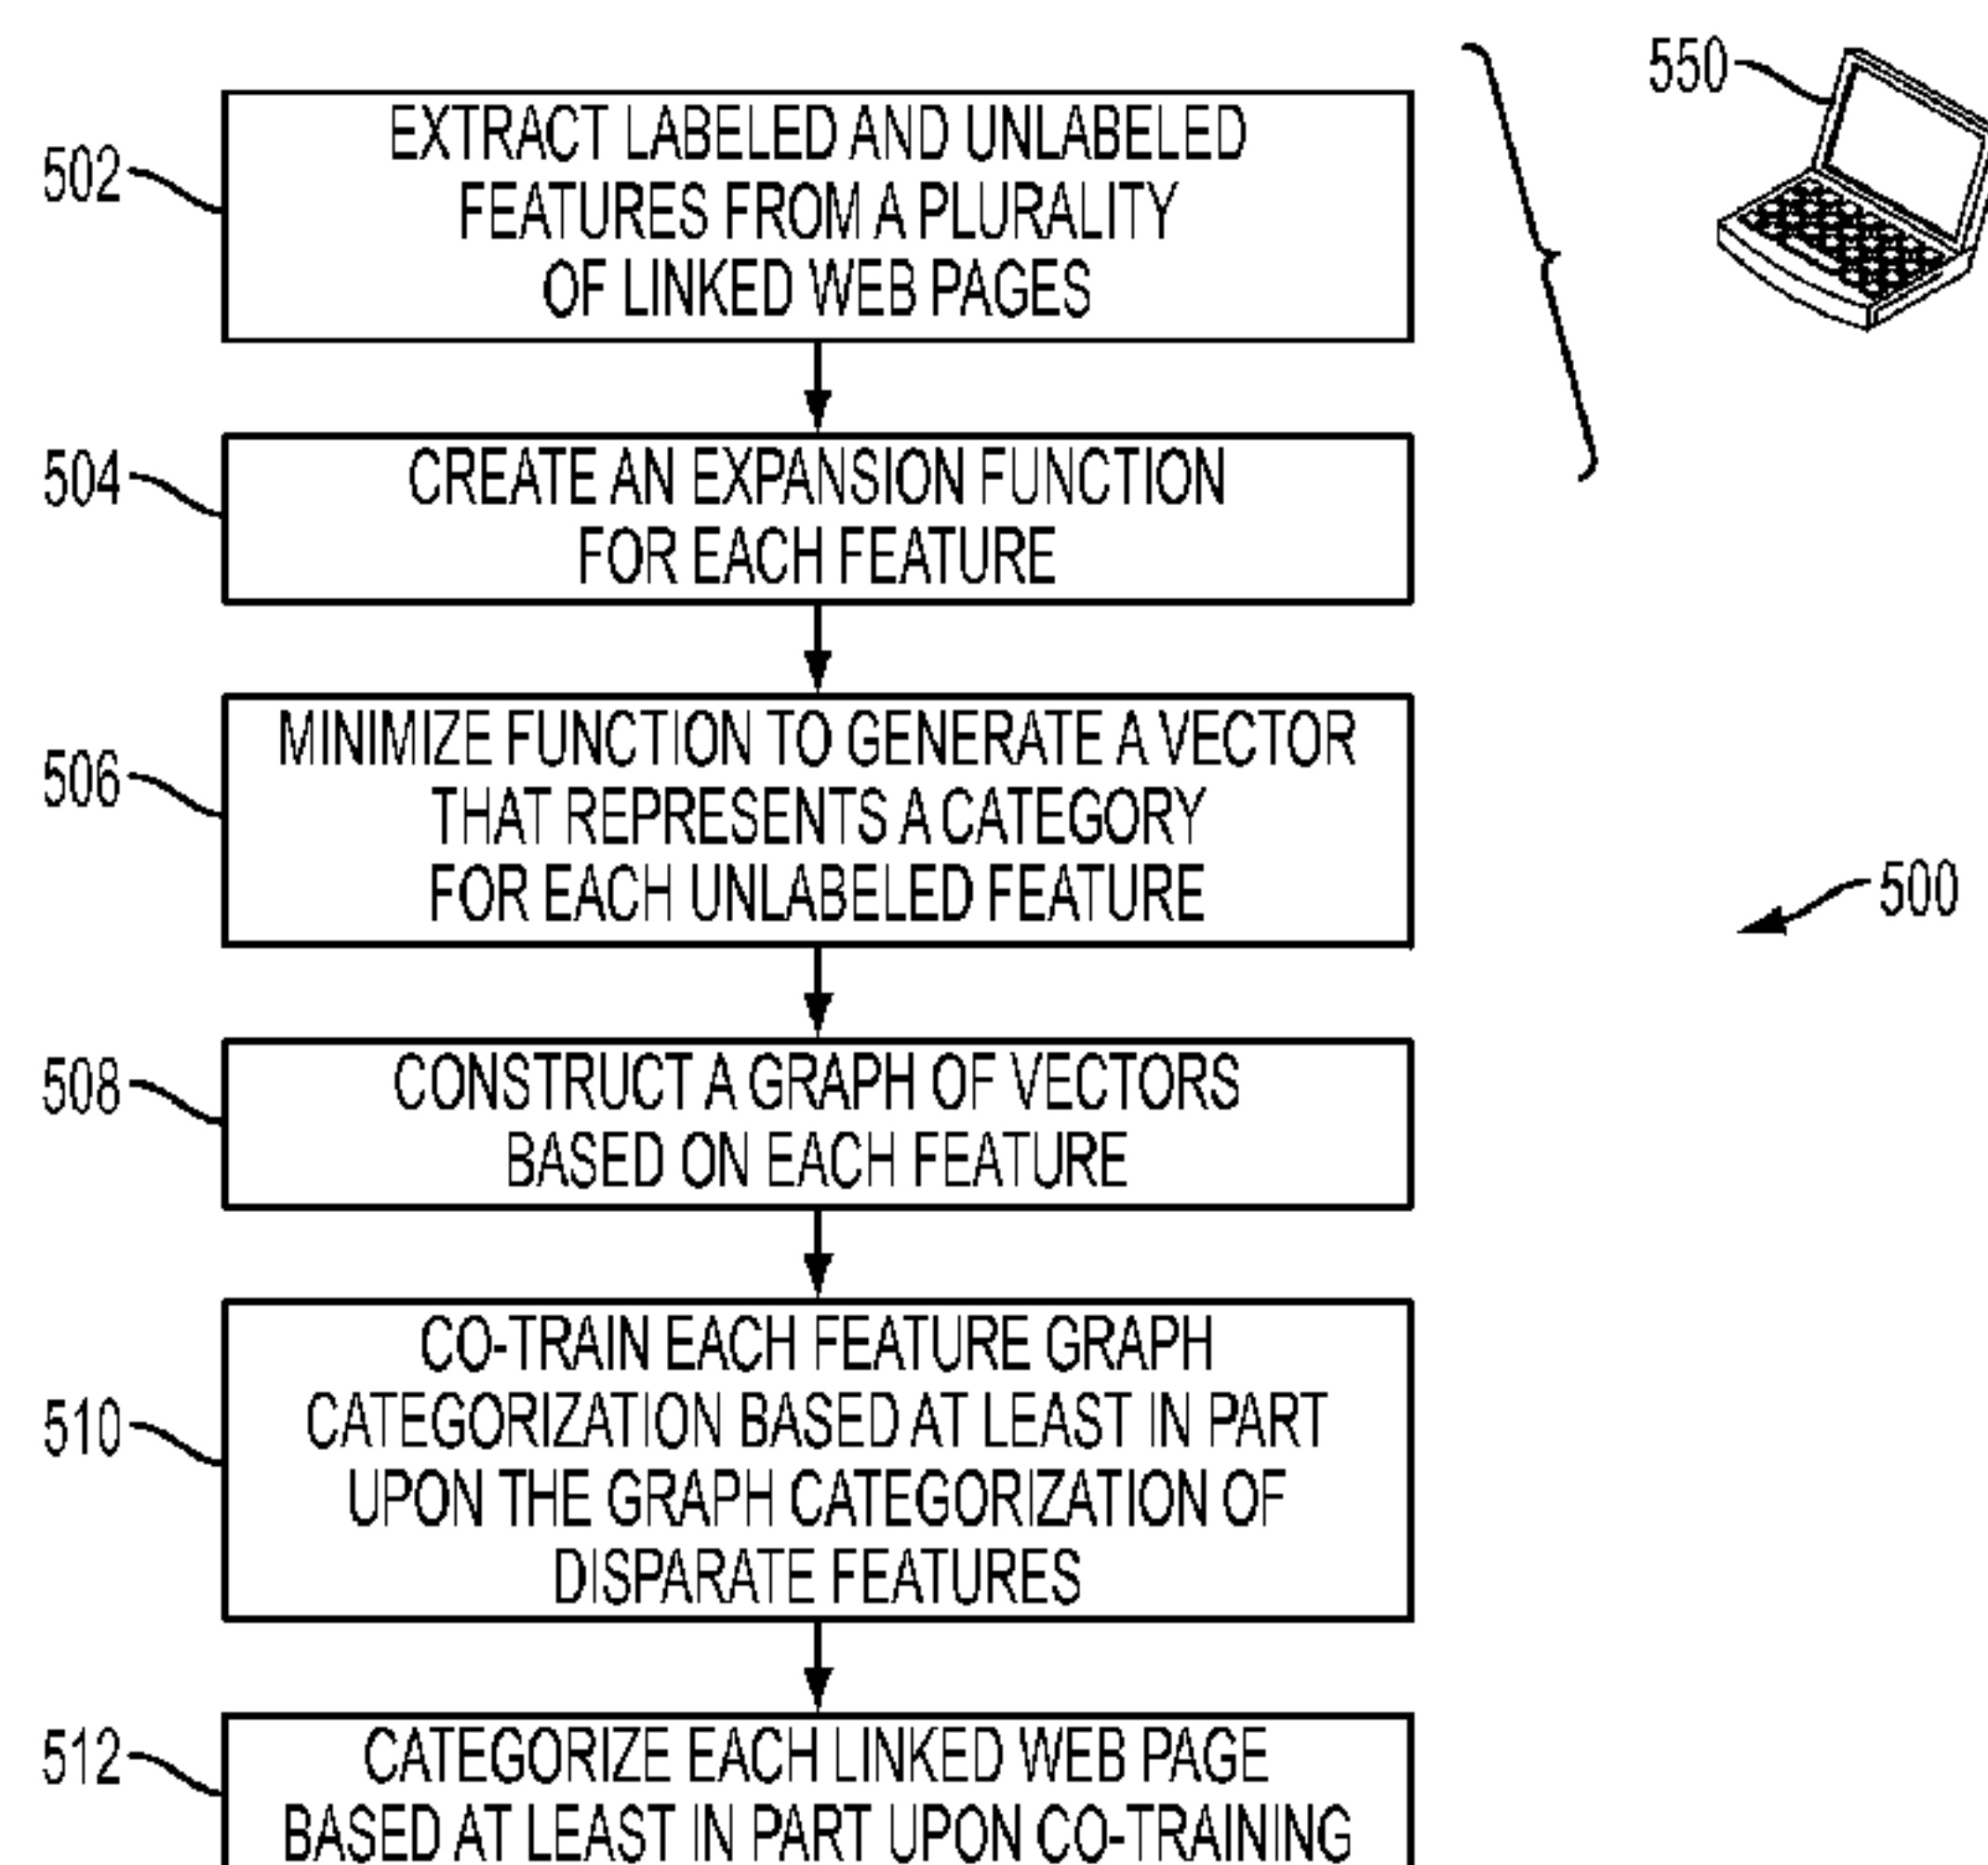 550
502
EXTRACT LABELED AND UNLABELED
FEATURES FROM A PLURALITY
OF LINKED WEB PAGES
504
CREATE AN EXPANSION FUNCTION
FOR EACH FEATURE
506
MINIMIZE FUNCTION TO GENERATE A VECTOR
THAT REPRESENTS A CATEGORY
FOR EACH UNLABELED FEATURE
500
508
CONSTRUCT A GRAPH OF VECTORS
BASED ON EACH FEATURE
510
CO-TRAIN EACH FEATURE GRAPH
CATEGORIZATION BASED AT LEAST IN PART
UPON THE GRAPH CATEGORIZATION OF
DISPARATE FEATURES
512
CATEGORIZE EACH LINKED WEB PAGE
BASED AT LEAST IN PART UPON CO-TRAINING